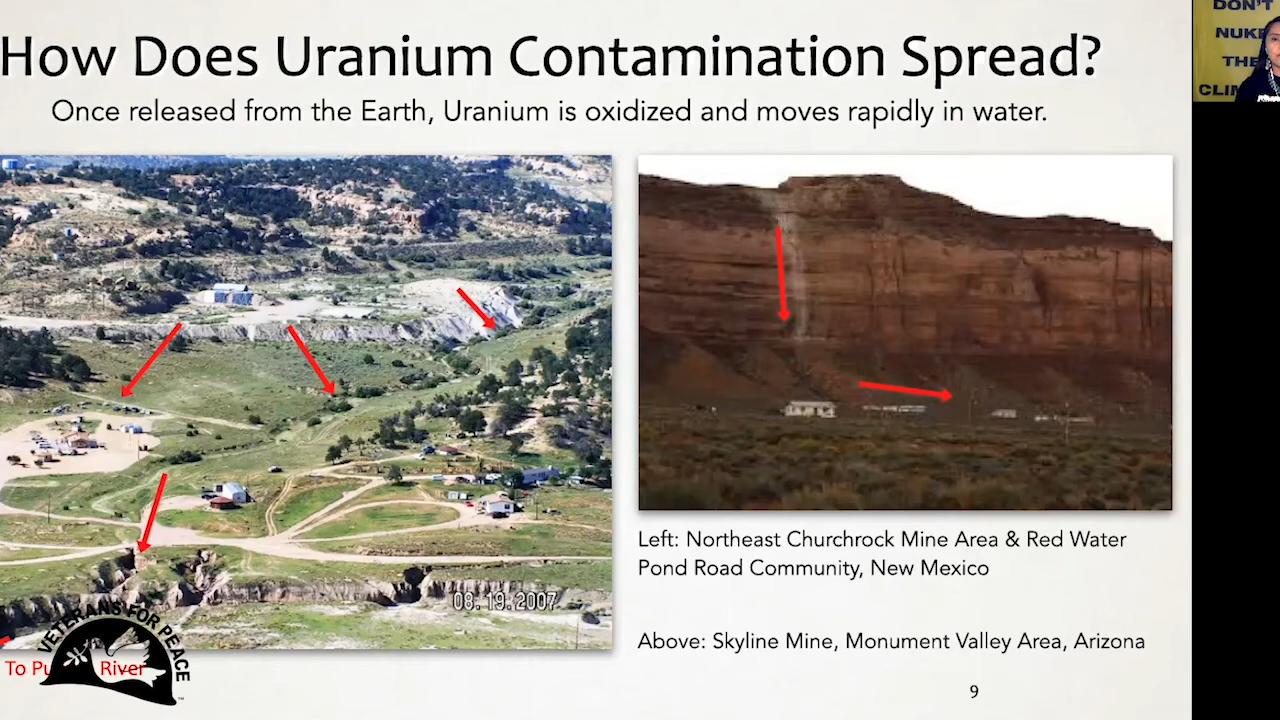 How Does Uranium Contamination Spread?
Once released from the Earth, Uranium is oxidized and moves rapidly in water.
DON'T
NUKE
THE
08.19.2007
Left: Northeast Churchrock Mine Area & Red Water
Pond Road Community, New Mexico
Above: Skyline Mine, Monument Valley Area, Arizona
VETERANS FOR PEACE
To
River
™
9